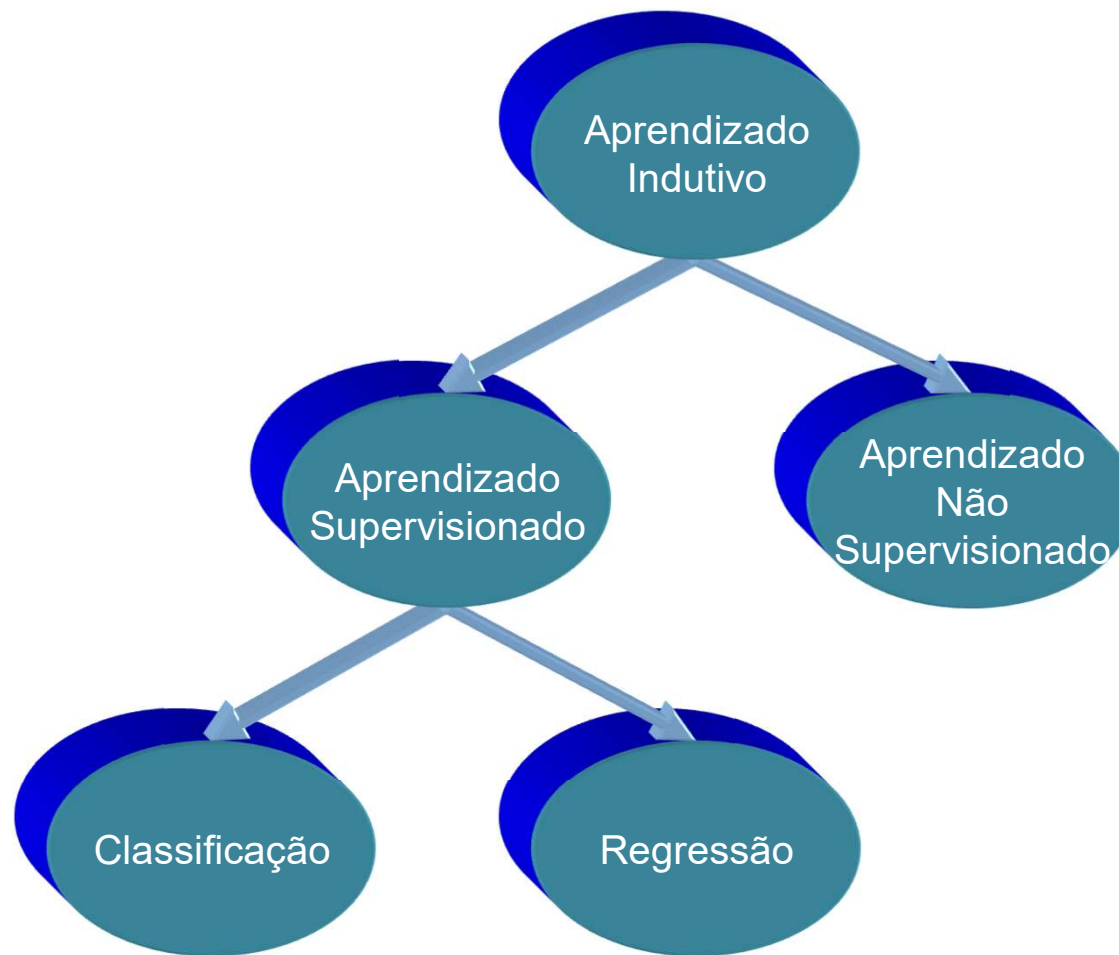 Aprendizado
Indutivo
Aprendizado
Supervisionado
Aprendizado
Não
Supervisionado
Classificação
Regressão